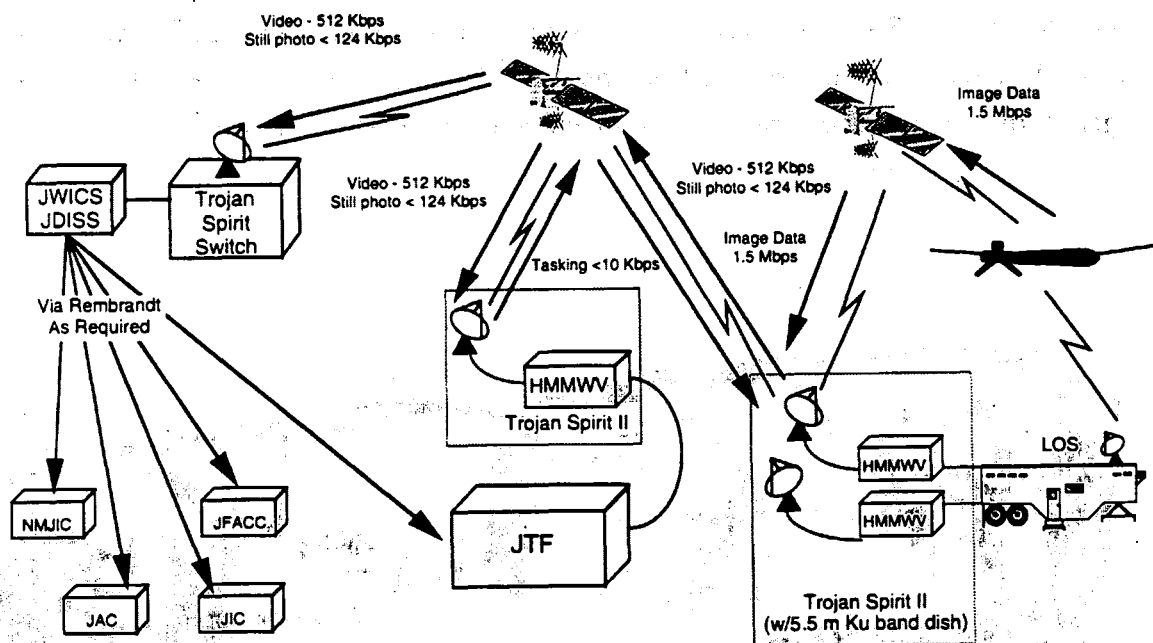 Video - 512 Kbps
Still photo < 124 Kbps
Image Data
1.5 Mbps
JWICS
JDISS
Trojan
Spirit
Switch
Video - 512 Kbps
Still photo < 124 Kbps
Video - 512 Kbps
Still photo < 124 Kbps
Tasking <10 Kbps
Image Data
1.5 Mbps
Via Rembrandt
As Required
HMMWV
Trojan Spirit II
LOS
HMMWV
HMMWV
NMJIC
JFACC
JTF
JAC
JIC
Trojan Spirit II
(w/5.5 m Ku band dish)